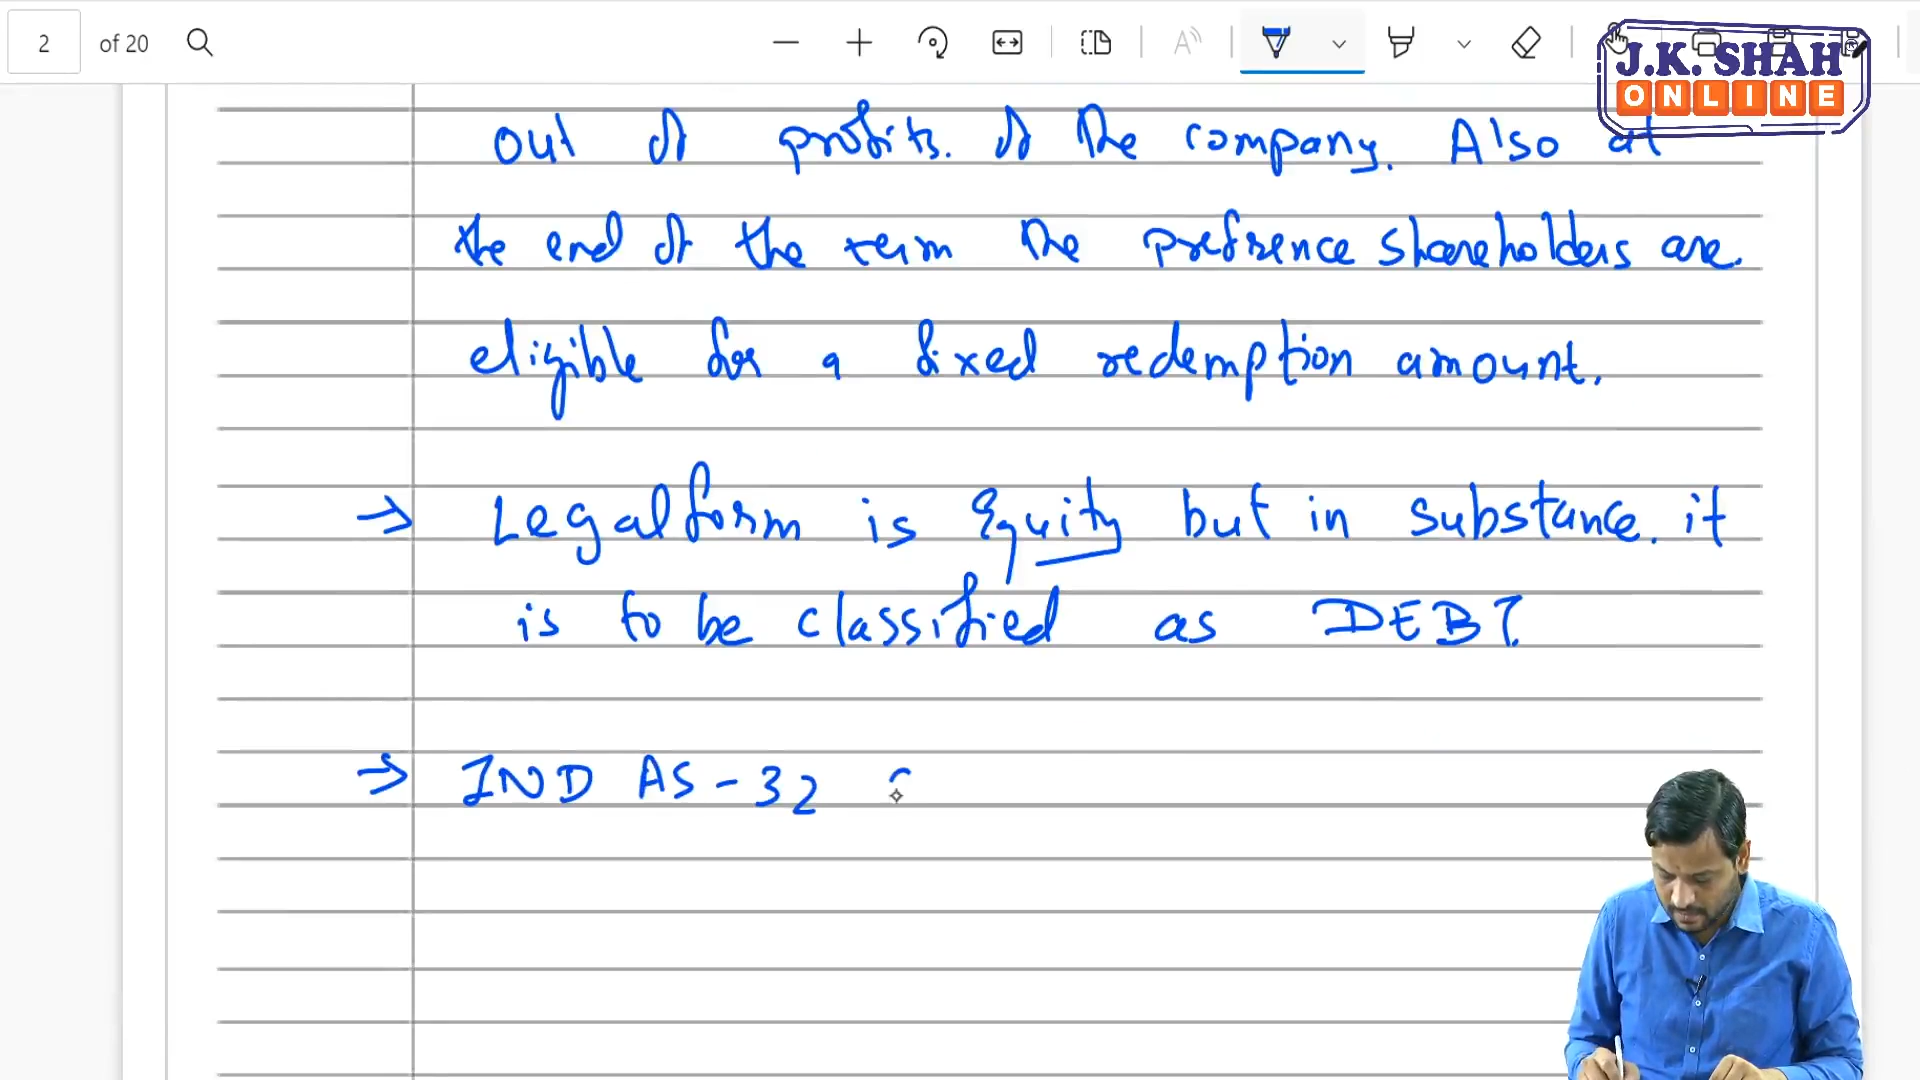 2 of 20
J.K. SHAH
ONLINE
out of profits. of the company. Also at
the end of the term the prefrence shareholders are.
eligible for a fixed redemption amount.
⇒ Legal form is Equity but in substance. it
is to be classified as DEBT
⇒ IND AS - 32